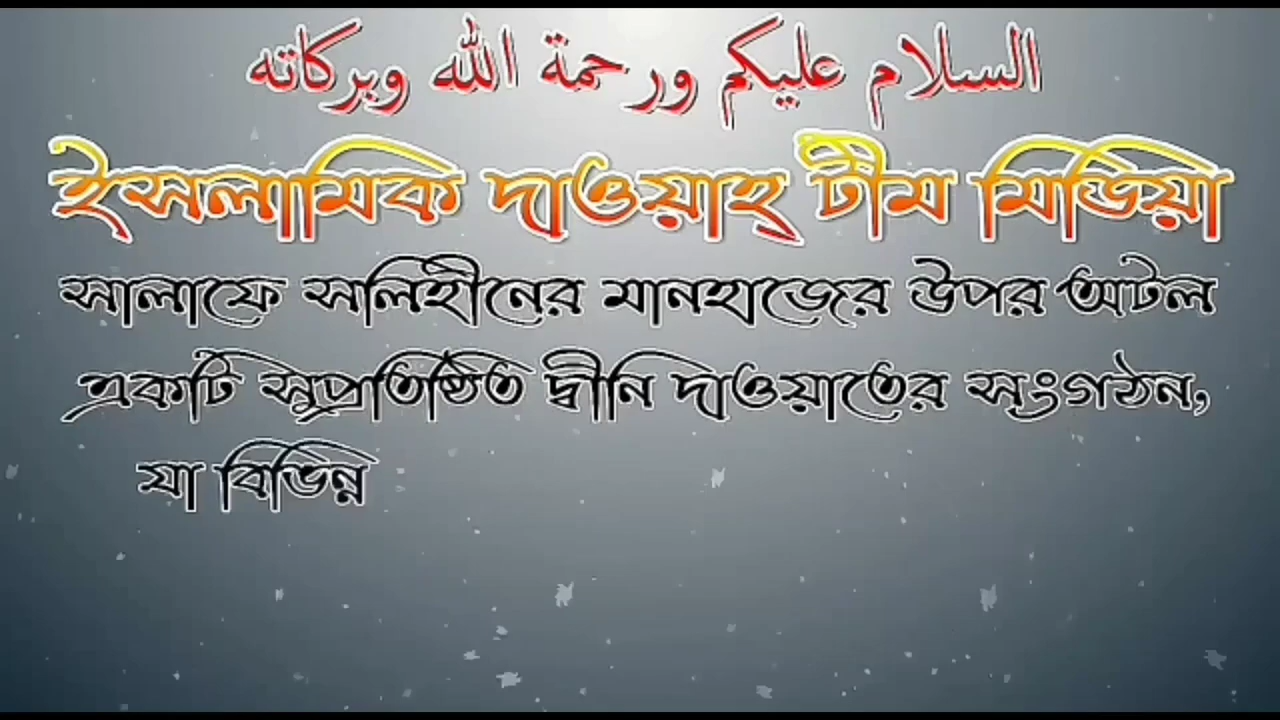 السلام عليكم ورحمة الله وبركاته
ইসলামিক দাওয়াহ্ টীম মিডিয়া
সালাফে সলিহীনের মানহাজের উপর অটল
একটি সুপ্রতিষ্ঠিত দ্বীনি দাওয়াতের সংগঠন,
যা বিভিন্ন